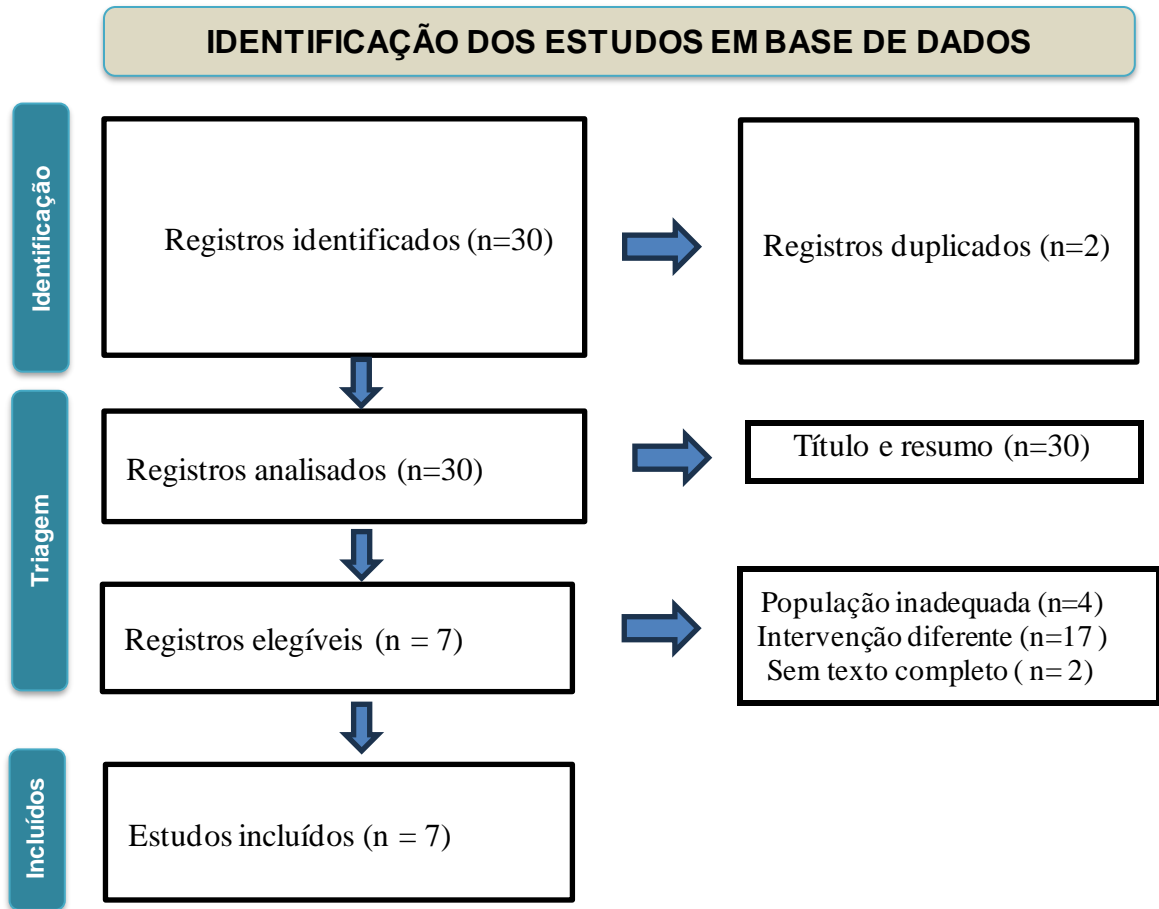 IDENTIFICAÇÃO DOS ESTUDOS EM BASE DE DADOS
Identificação
Registros identificados (n=30)
Registros duplicados (n=2)
Triagem
Registros analisados (n=30)
Título e resumo (n=30)
Registros elegíveis (n = 7)
População inadequada (n=4)
Intervenção diferente (n=17 )
Sem texto completo ( n= 2)
Incluídos
Estudos incluídos (n = 7)